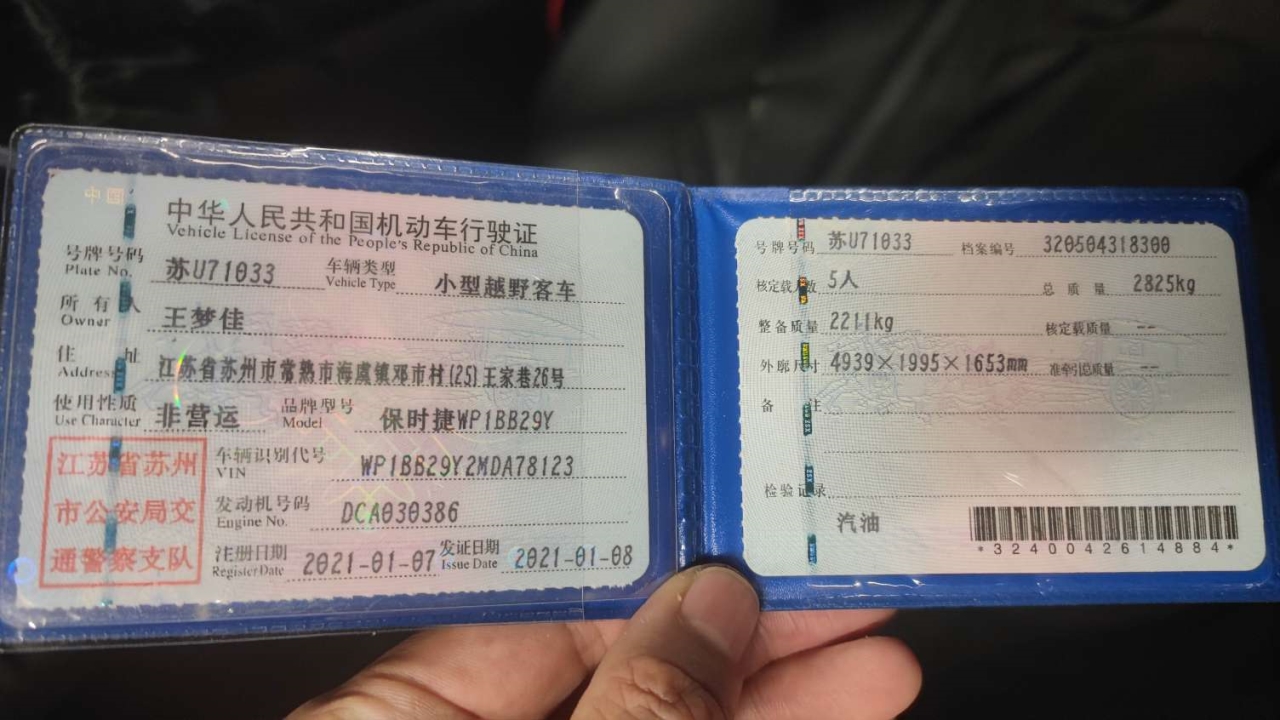 中国
中华人民共和国机动车行驶证
Vehicle License of the People's Republic of China
号牌号码 苏U71033 车辆类型 小型越野客车
Plate No. Vehicle Type
所有人 王梦佳
Owner
住址 江苏省苏州市常熟市海虞镇邓市村(25)王家巷26号
Address
使用性质 非营运 品牌型号 保时捷WP1BB29Y
Use Character Model
江苏省苏州
市公安局交
通警察支队
车辆识别代号 WP1BB29Y2MDA78123
VIN
发动机号码 DCA030386
Engine No.
注册日期 2021-01-07 发证日期 2021-01-08
Register Date Issue Date
号牌号码 苏U71033 档案编号 320504318300
核定载人数 5人 总质量 2825kg
整备质量 2211kg 核定载质量 --
外廓尺寸 4939×1995×1653mm 准牵引总质量 --
备注
检验记录
汽油
*3240042614884*